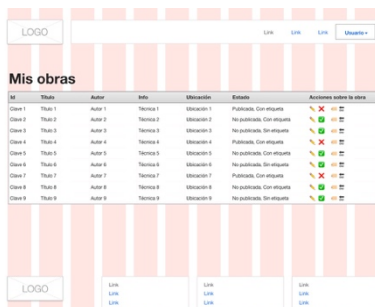 LOGO Link Link Link Usuario
Mis obras
Id Título Autor Info Ubicación Estado Acciones sobre la obra
Clave 1 Título 1 Autor 1 Técnica 1 Ubicación 1 Publicada, Con etiqueta
Clave 2 Título 2 Autor 2 Técnica 2 Ubicación 2 No publicada, Con etiqueta
Clave 3 Título 3 Autor 3 Técnica 3 Ubicación 3 Publicada, Sin etiqueta
Clave 4 Título 4 Autor 4 Técnica 4 Ubicación 4 Publicada, Con etiqueta
Clave 5 Título 5 Autor 5 Técnica 5 Ubicación 5 No publicada, Con etiqueta
Clave 6 Título 6 Autor 6 Técnica 6 Ubicación 6 No publicada, Sin etiqueta
Clave 7 Título 7 Autor 7 Técnica 7 Ubicación 7 Publicada, Con etiqueta
Clave 8 Título 8 Autor 8 Técnica 8 Ubicación 8 No publicada, Con etiqueta
Clave 9 Título 9 Autor 9 Técnica 9 Ubicación 9 No publicada, Sin etiqueta
LOGO
Link Link Link
Link Link Link
Link Link Link